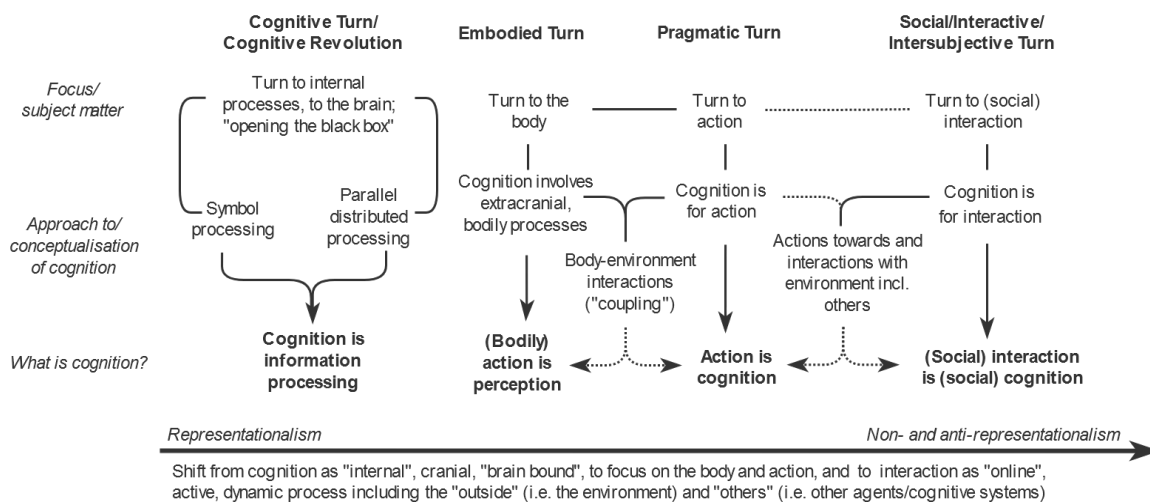 Cognitive Turn/
Cognitive Revolution
Embodied Turn
Pragmatic Turn
Social/Interactive/
Intersubjective Turn
Focus/
subject matter
Turn to internal
processes, to the brain;
"opening the black box"
Turn to the
body
Turn to
action
Turn to (social)
interaction
Approach to/
conceptualisation
of cognition
Symbol
processing
Parallel
distributed
processing
Cognition involves
extracranial,
bodily processes
Cognition is
for action
Cognition is
for interaction
Body-environment
interactions
("coupling")
Actions towards and
interactions with
environment incl.
others
What is cognition?
Cognition is
information
processing
(Bodily)
action is
perception
Action is
cognition
(Social) interaction
is (social) cognition
Representationalism
Non- and anti-representationalism
Shift from cognition as "internal", cranial, "brain bound", to focus on the body and action, and to interaction as "online",
active, dynamic process including the "outside" (i.e. the environment) and "others" (i.e. other agents/cognitive systems)